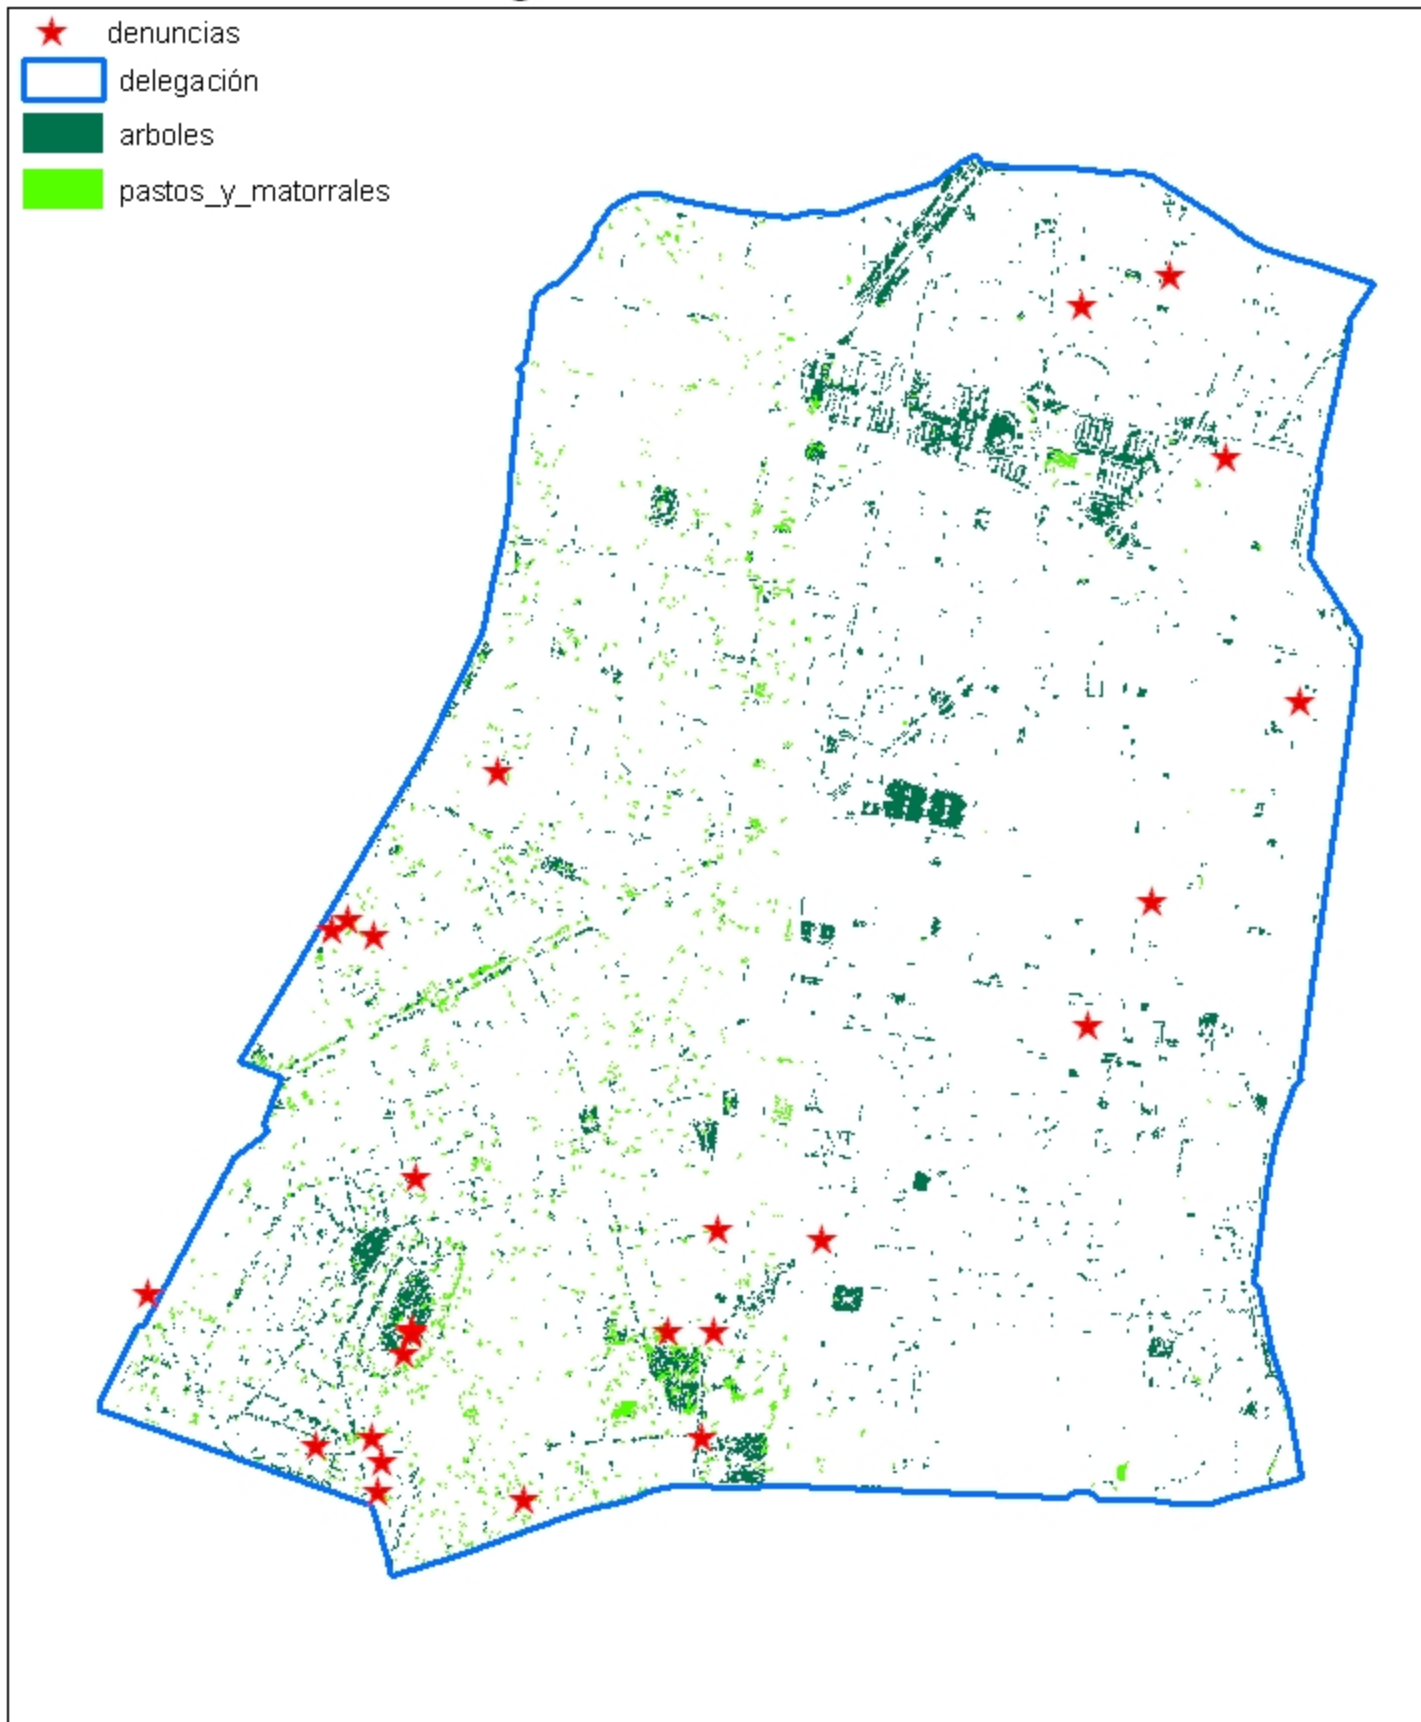 denuncias
delegación
arboles
pastos_y_matorrales